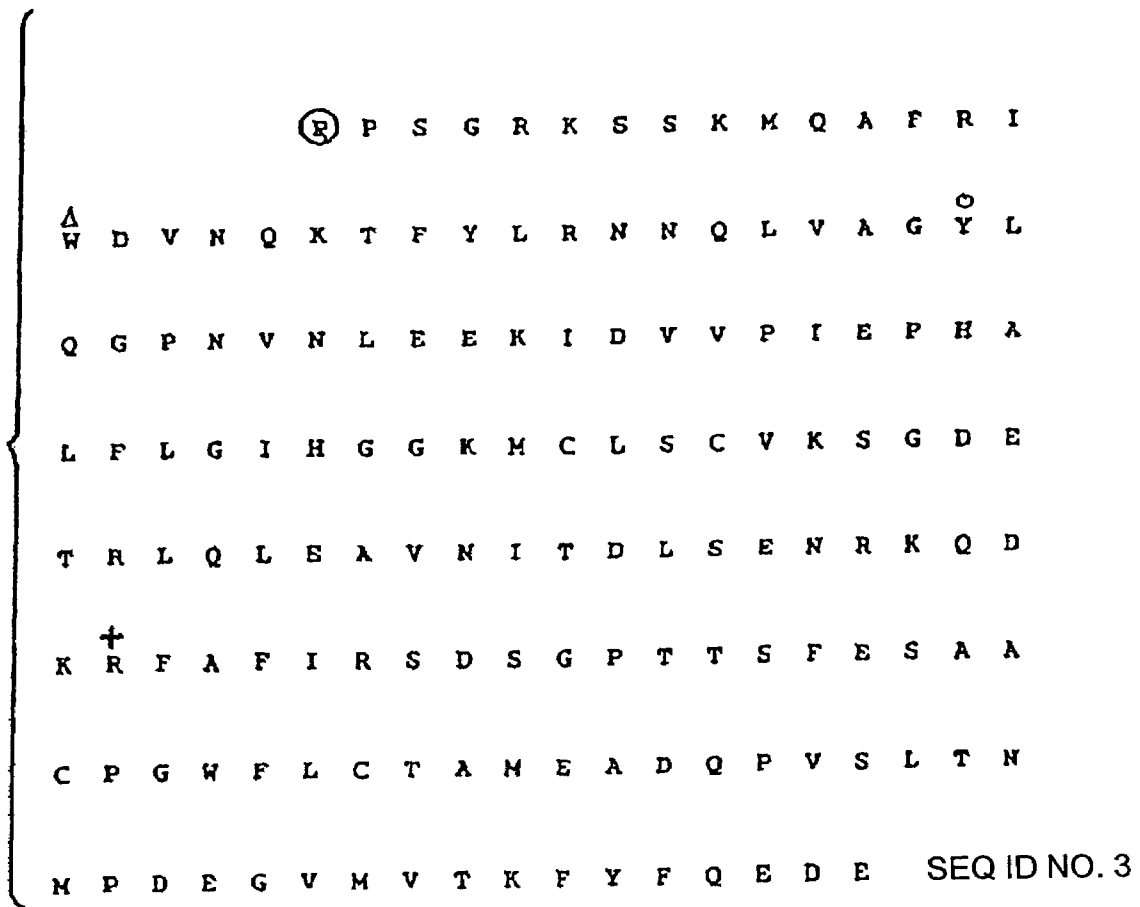 R P S G R K S S K M Q A F R I
Δ O
W D V N Q K T F Y L R N N Q L V A G Y L
Q G P N V N L E E K I D V V P I E P H A
L F L G I H G G K M C L S C V K S G D E
T R L Q L E A V N I T D L S E N R K Q D
+
K R F A F I R S D S G P T T S F E S A A
C P G W F L C T A M E A D Q P V S L T N
M P D E G V M V T K F Y F Q E D E SEQ ID NO. 3